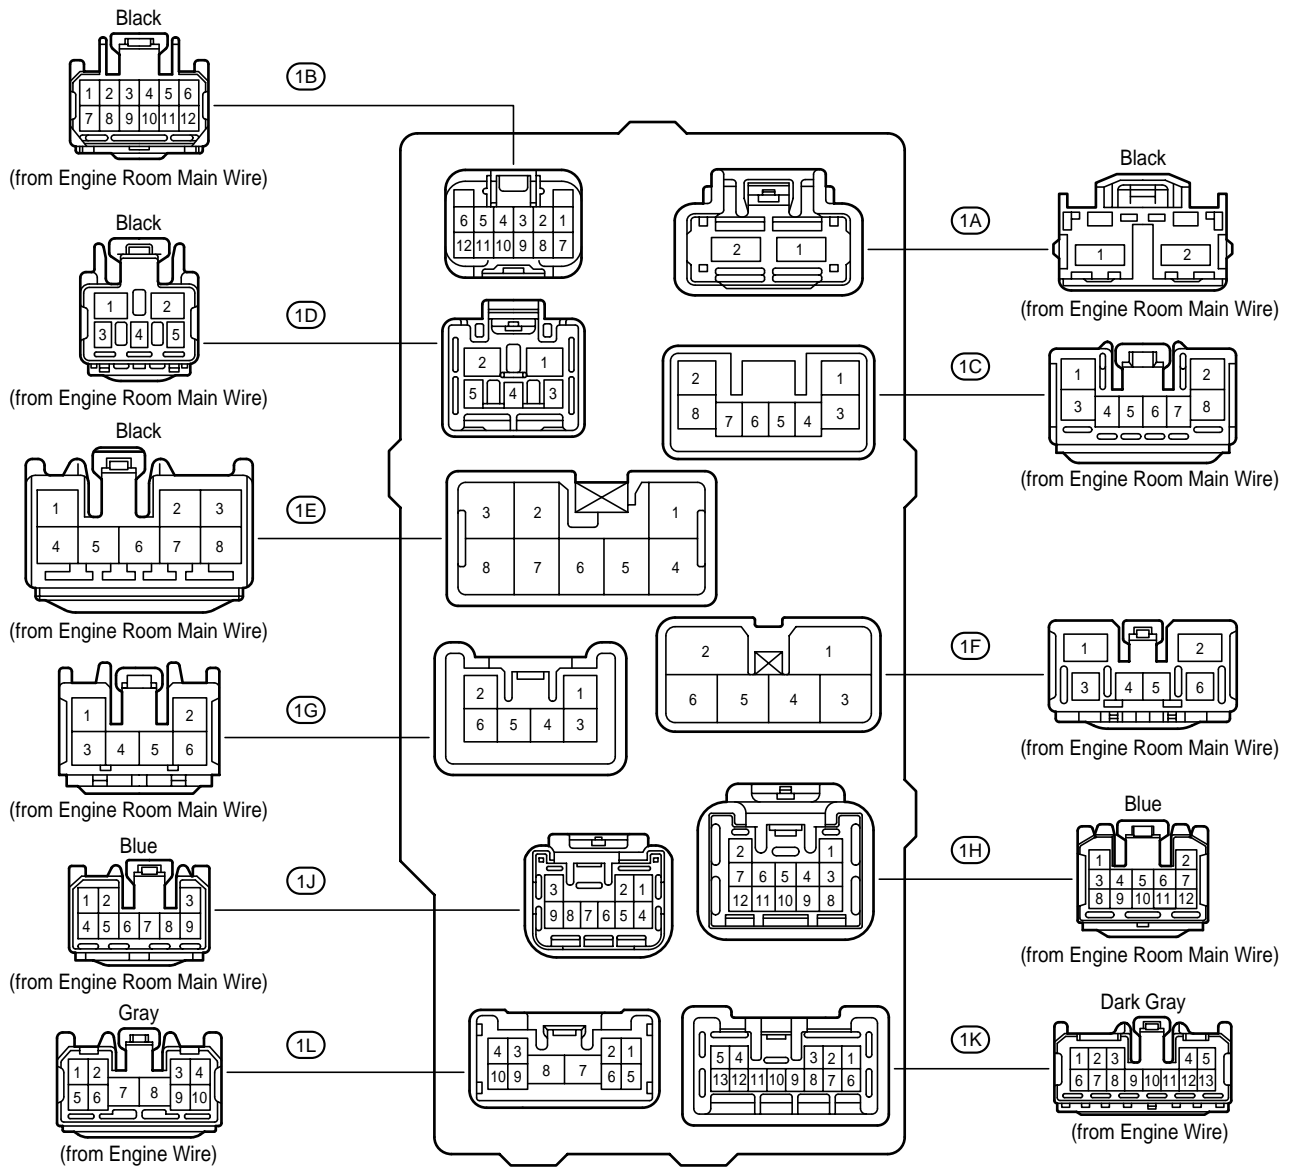 Black
1 2 3 4 5 6
7 8 9 10 11 12
(from Engine Room Main Wire)
1B
6 5 4 3 2 1
12 11 10 9 8 7
2 1
1A
Black
1 2
(from Engine Room Main Wire)
Black
1 2
3 4 5
(from Engine Room Main Wire)
1D
2 1
5 4 3
2 1
8 7 6 5 4 3
1C
1 2
3 4 5 6 7 8
(from Engine Room Main Wire)
Black
1 2 3
4 5 6 7 8
(from Engine Room Main Wire)
1E
3 2 1
8 7 6 5 4
2 1
6 5 4 3
1F
1 2
3 4 5 6
(from Engine Room Main Wire)
1 2
3 4 5 6
(from Engine Room Main Wire)
1G
2 1
6 5 4 3
2 1
7 6 5 4 3
12 11 10 9 8
1H
Blue
1 2
3 4 5 6 7
8 9 10 11 12
(from Engine Room Main Wire)
Blue
1 2 3
4 5 6 7 8 9
(from Engine Room Main Wire)
1J
3 2 1
9 8 7 6 5 4
Gray
1 2 3 4
5 6 7 8 9 10
(from Engine Wire)
1L
4 3 2 1
10 9 8 7 6 5
5 4 3 2 1
13 12 11 10 9 8 7 6
1K
Dark Gray
1 2 3 4 5
6 7 8 9 10 11 12 13
(from Engine Wire)